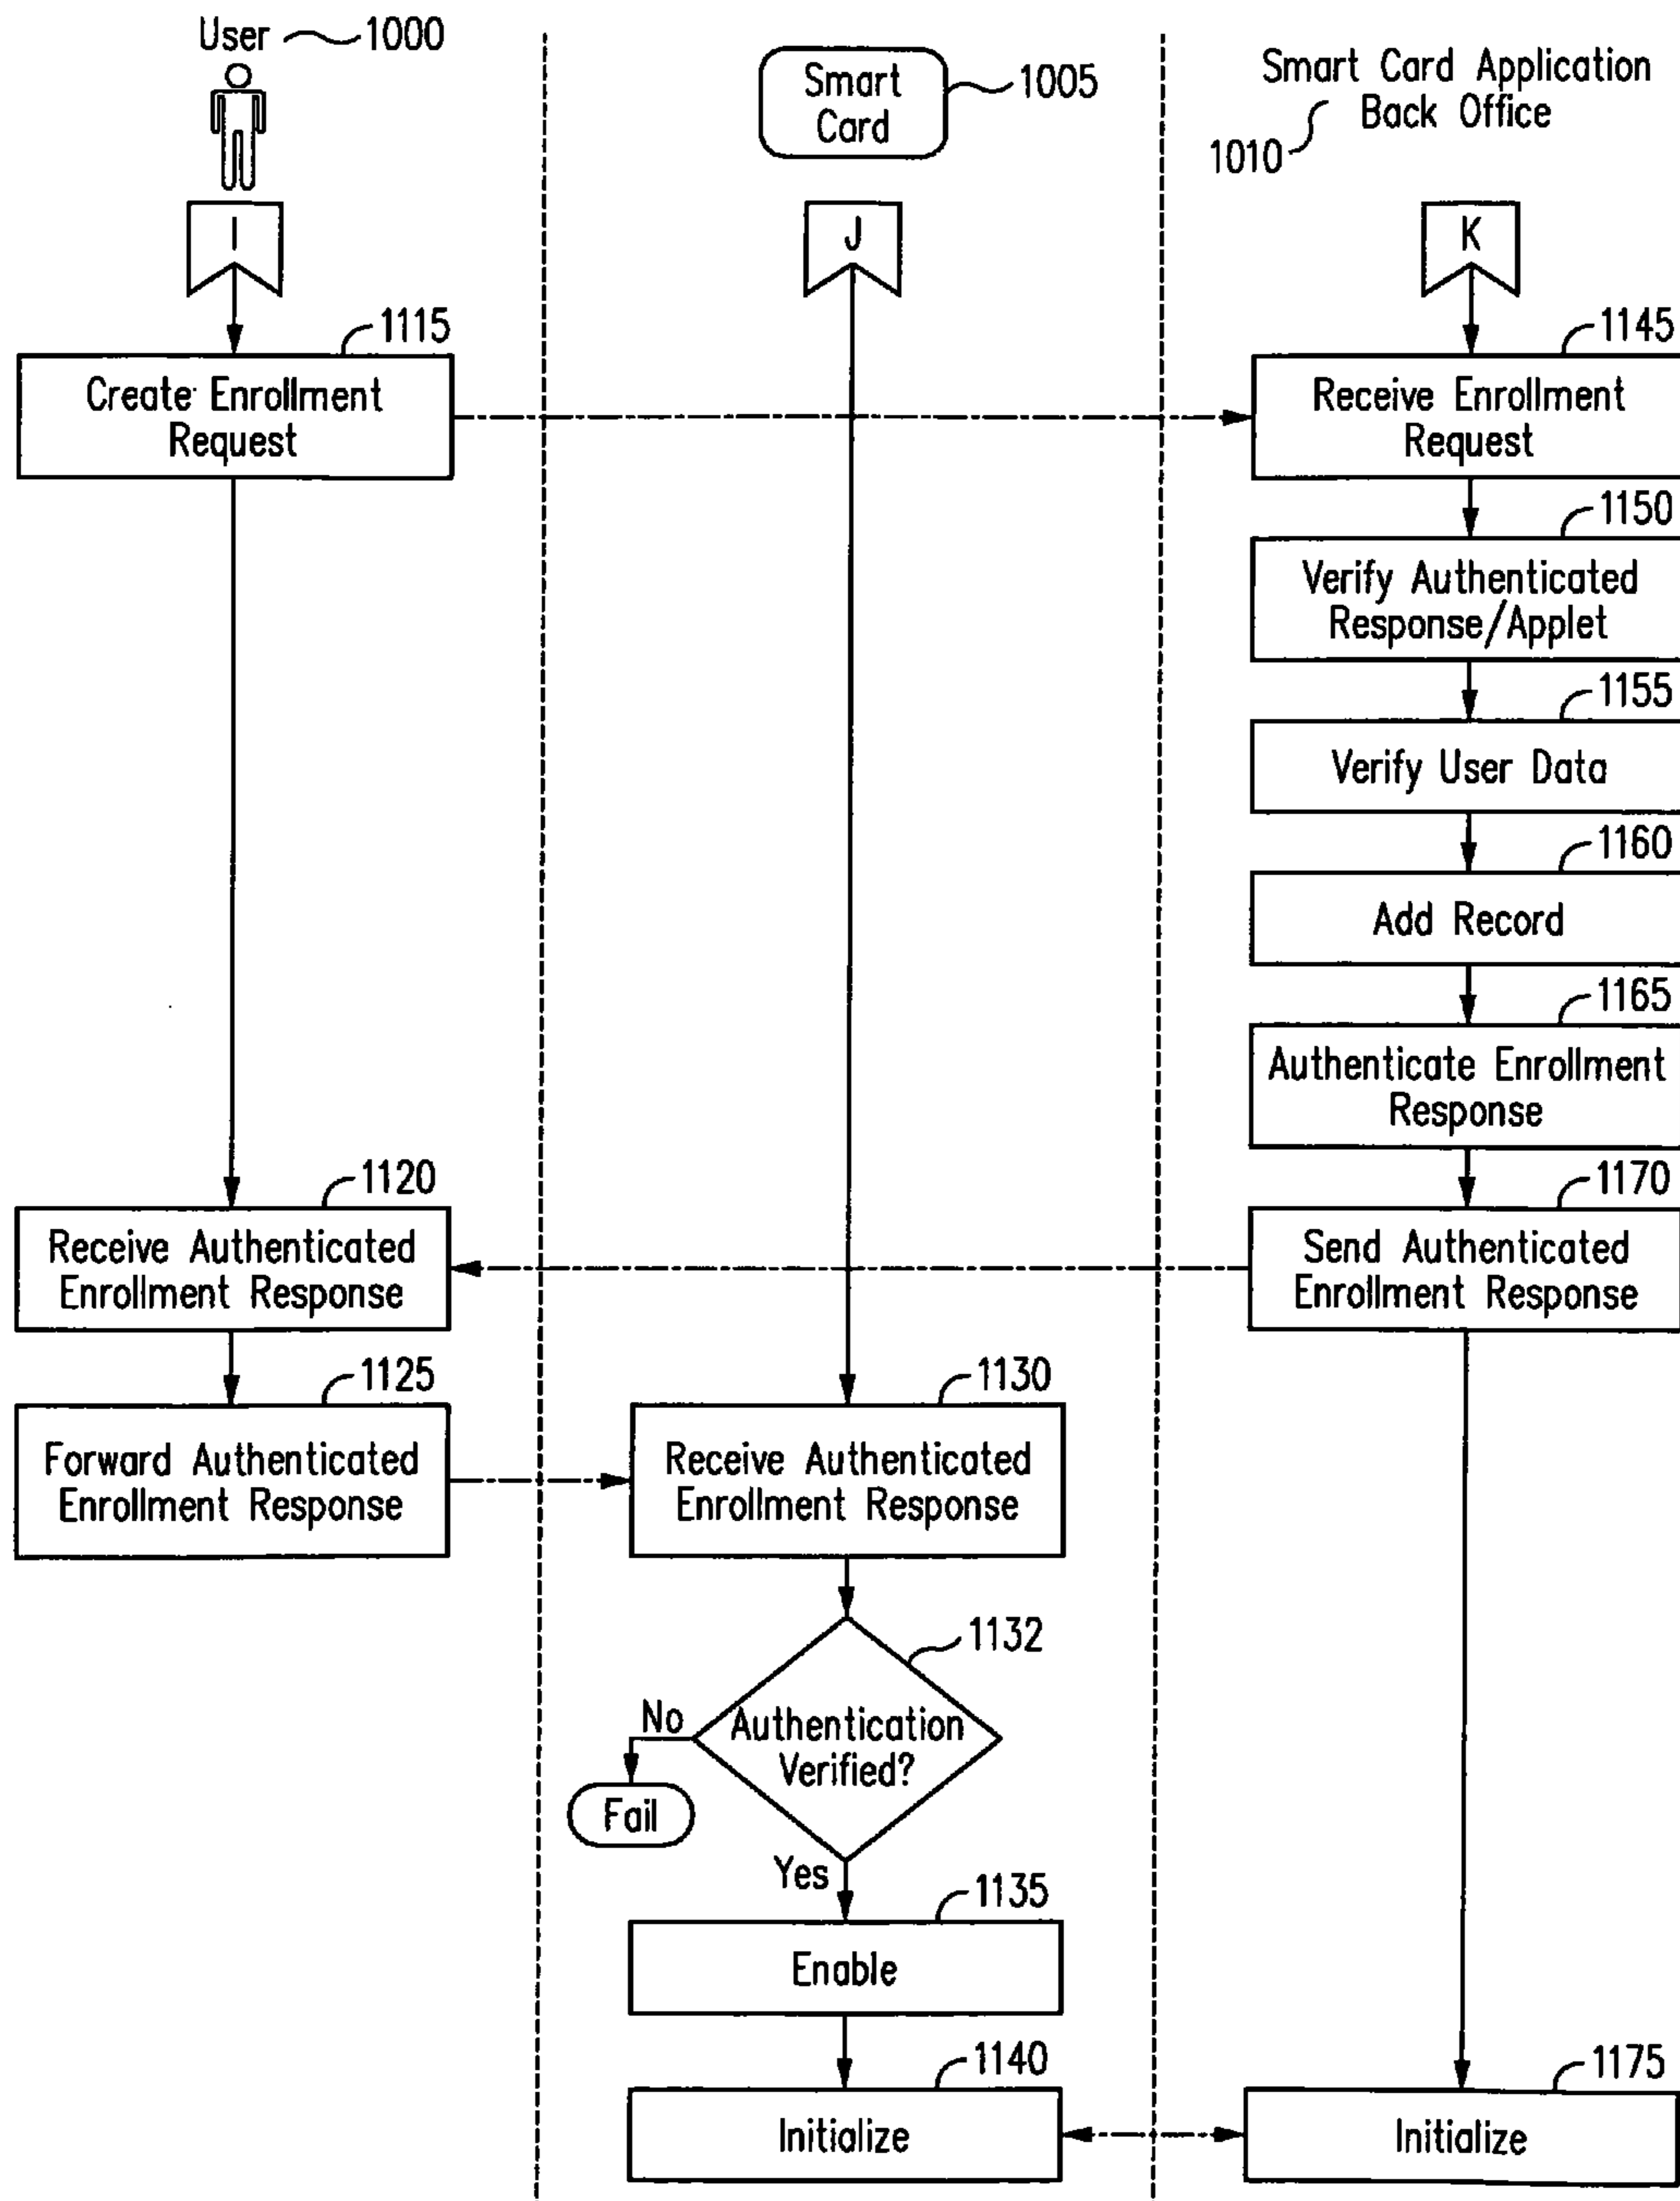 User 1000
Smart
Card
1005
Smart Card Application
Back Office
1010
I
J
K
1115
Create Enrollment
Request
1145
Receive Enrollment
Request
1150
Verify Authenticated
Response/Applet
1155
Verify User Data
1160
Add Record
1165
Authenticate Enrollment
Response
1120
Receive Authenticated
Enrollment Response
1170
Send Authenticated
Enrollment Response
1125
Forward Authenticated
Enrollment Response
1130
Receive Authenticated
Enrollment Response
1132
Authentication
Verified?
No
Fail
Yes
1135
Enable
1140
Initialize
1175
Initialize